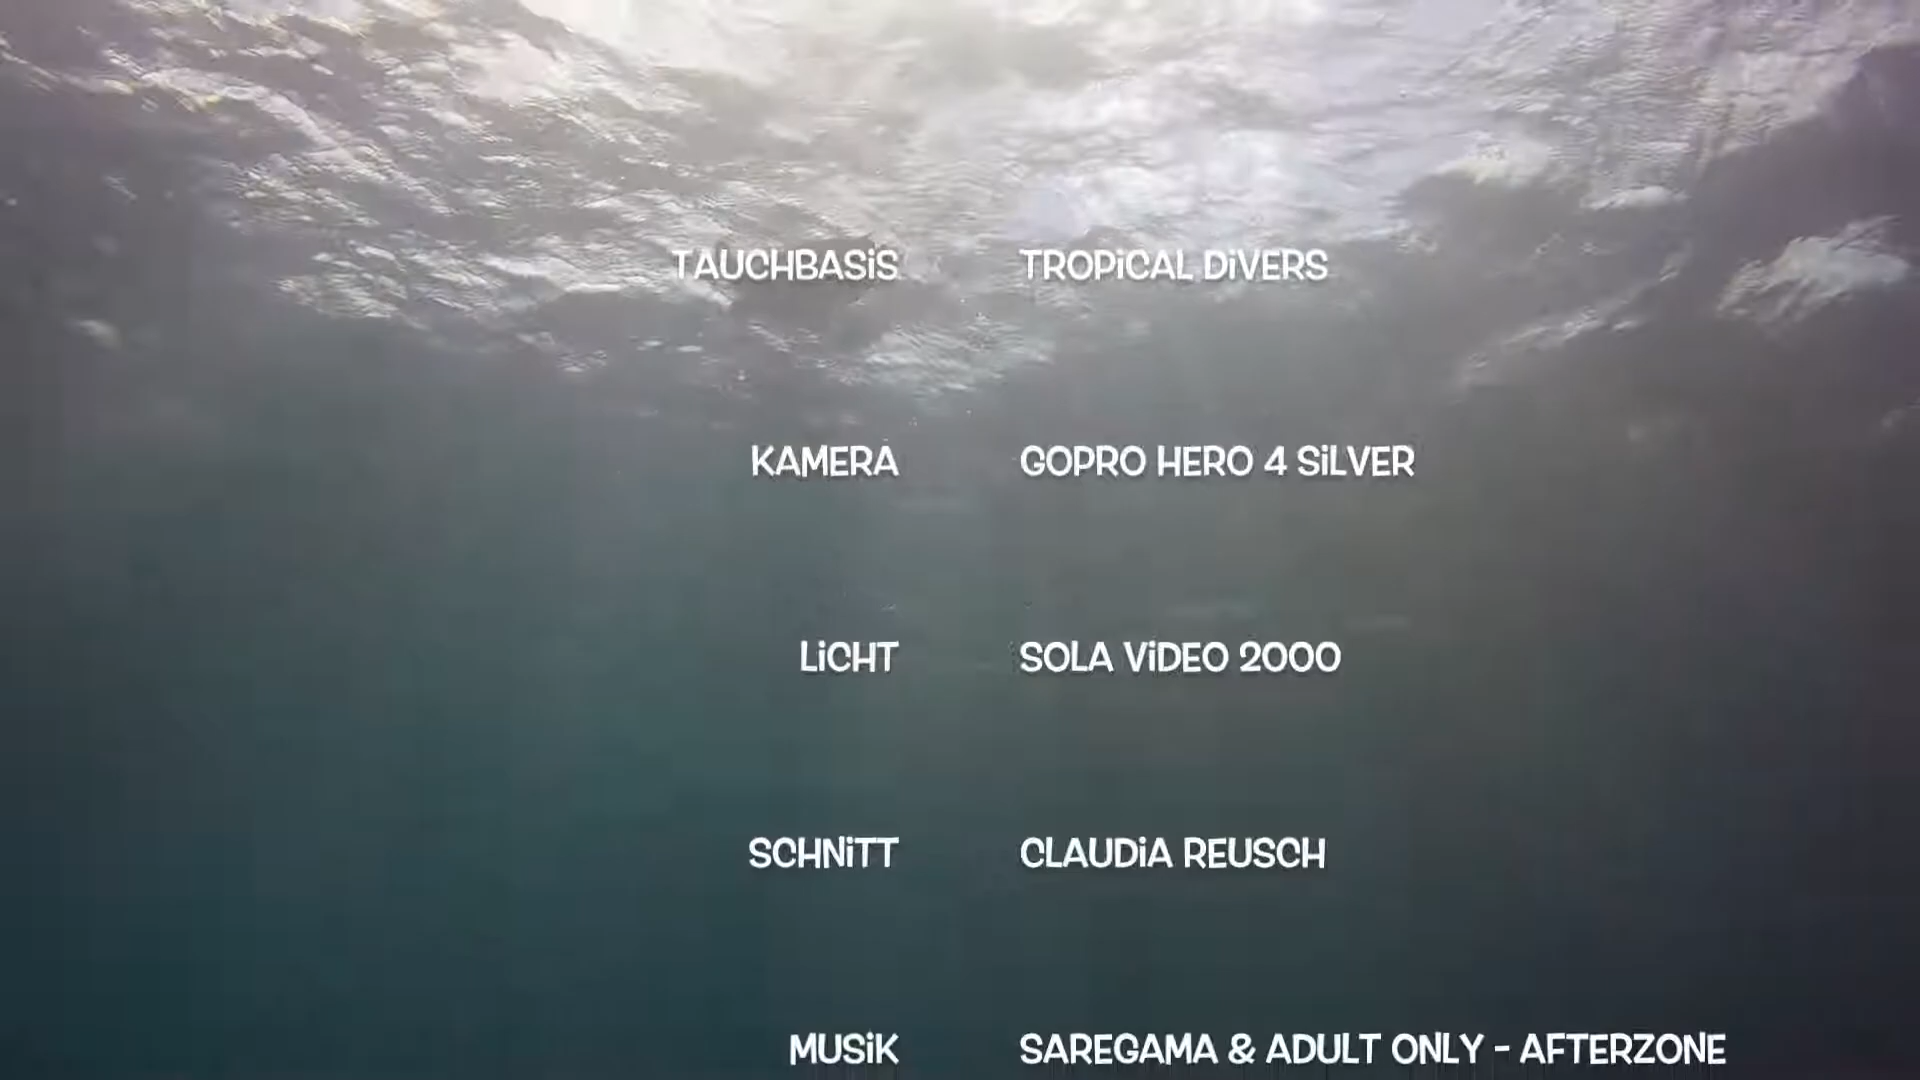 TAUCHBASiS TROPiCAL DiVERS
KAMERA GOPRO HERO 4 SiLVER
LiCHT SOLA ViDEO 2000
SCHNiTT CLAUDiA REUSCH
MUSiK SAREGAMA & ADULT ONLY - AFTERZONE